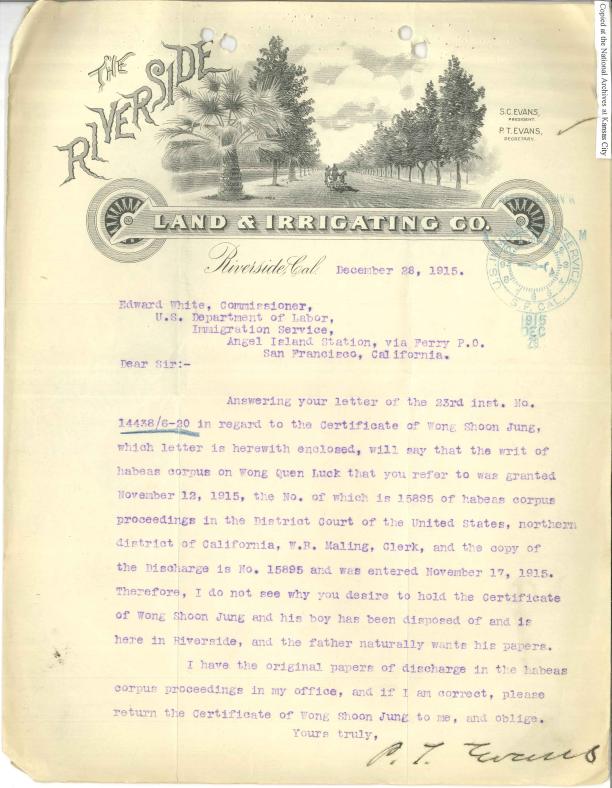 Copied at the National Archives at Kansas City
THE
RIVERSIDE
LAND & IRRIGATING CO.
S.C. EVANS,
PRESIDENT.
P.T. EVANS,
SECRETARY.
Riverside, Cal. December 28, 1915.
1915
DEC
29
Edward White, Commissioner,
U.S. Department of Labor,
Immigration Service,
Angel Island Station, via Ferry P.O.
San Francisco, California.
Dear Sir:-
Answering your letter of the 23rd inst. No.
14438/6-20 in regard to the Certificate of Wong Shoon Jung,
which letter is herewith enclosed, will say that the writ of
habeas corpus on Wong Quen Luck that you refer to was granted
November 12, 1915, the No. of which is 15895 of habeas corpus
proceedings in the District Court of the United States, northern
district of California, W.R. Maling, Clerk, and the copy of
the Discharge is No. 15895 and was entered November 17, 1915.
Therefore, I do not see why you desire to hold the Certificate
of Wong Shoon Jung and his boy has been disposed of and is
here in Riverside, and the father naturally wants his papers.
I have the original papers of discharge in the habeas
corpus proceedings in my office, and if I am correct, please
return the Certificate of Wong Shoon Jung to me, and oblige.
Yours truly,
P. T. Evans